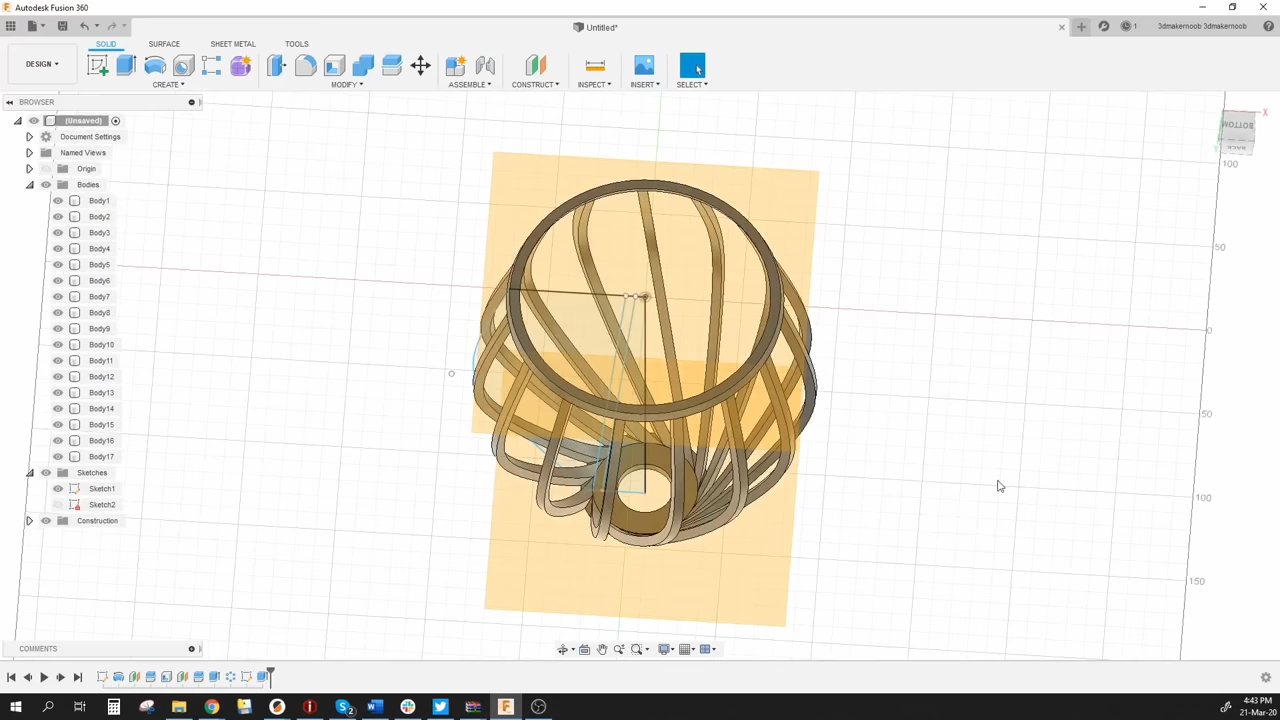 Autodesk Fusion 360
Untitled*
1
3dmakernoob 3dmakernoob
SOLID SURFACE SHEET METAL TOOLS
DESIGN
CREATE MODIFY ASSEMBLE CONSTRUCT INSPECT INSERT SELECT
BROWSER
(Unsaved)
Document Settings
Named Views
Origin
Bodies
Body1
Body2
Body3
Body4
Body5
Body6
Body7
Body8
Body9
Body10
Body11
Body12
Body13
Body14
Body15
Body16
Body17
Sketches
Sketch1
Sketch2
Construction
BOTTOM
BACK
X
100
50
0
50
100
150
COMMENTS
4:43 PM
21-Mar-20